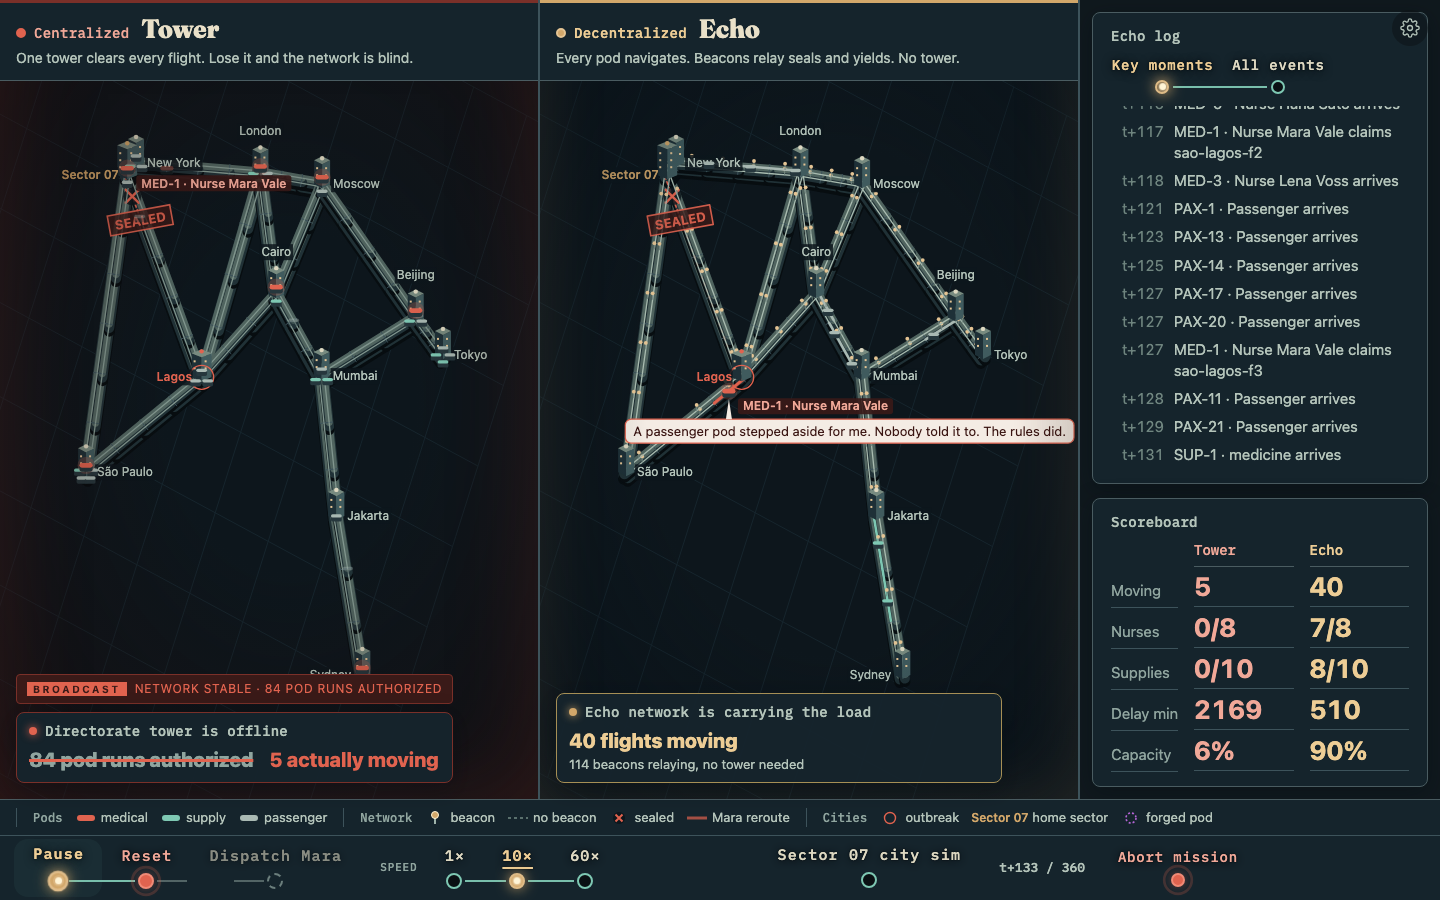 Centralized Tower
One tower clears every flight. Lose it and the network is blind.
London
New York
Sector 07
MED-1 · Nurse Mara Vale
Moscow
SEALED
Cairo
Beijing
Tokyo
Lagos
Mumbai
São Paulo
Jakarta
Sydney
BROADCAST NETWORK STABLE · 84 POD RUNS AUTHORIZED
Directorate tower is offline
84 pod runs authorized 5 actually moving
Decentralized Echo
Every pod navigates. Beacons relay seals and yields. No tower.
London
New York
Sector 07
Moscow
SEALED
Cairo
Beijing
Tokyo
Lagos
Mumbai
MED-1 · Nurse Mara Vale
A passenger pod stepped aside for me. Nobody told it to. The rules did.
São Paulo
Jakarta
Sydney
Echo network is carrying the load
40 flights moving
114 beacons relaying, no tower needed
Echo log
Key moments All events
t+117 MED-1 · Nurse Mara Vale claims
sao-lagos-f2
t+118 MED-3 · Nurse Lena Voss arrives
t+121 PAX-1 · Passenger arrives
t+123 PAX-13 · Passenger arrives
t+125 PAX-14 · Passenger arrives
t+127 PAX-17 · Passenger arrives
t+127 PAX-20 · Passenger arrives
t+127 MED-1 · Nurse Mara Vale claims
sao-lagos-f3
t+128 PAX-11 · Passenger arrives
t+129 PAX-21 · Passenger arrives
t+131 SUP-1 · medicine arrives
Scoreboard
Tower Echo
Moving 5 40
Nurses 0/8 7/8
Supplies 0/10 8/10
Delay min 2169 510
Capacity 6% 90%
Pods medical supply passenger Network beacon no beacon sealed Mara reroute Cities outbreak Sector 07 home sector forged pod
Pause Reset Dispatch Mara SPEED 1× 10× 60× Sector 07 city sim t+133 / 360 Abort mission